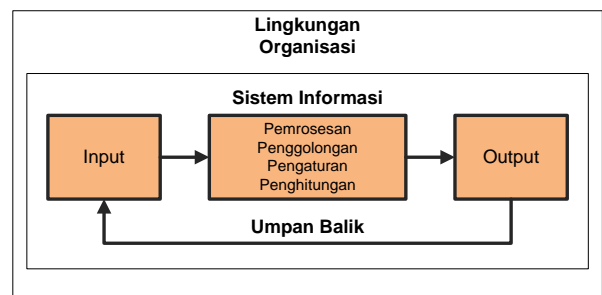 Lingkungan
Organisasi
Sistem Informasi
Input
Pemrosesan
Penggolongan
Pengaturan
Penghitungan
Output
Umpan Balik